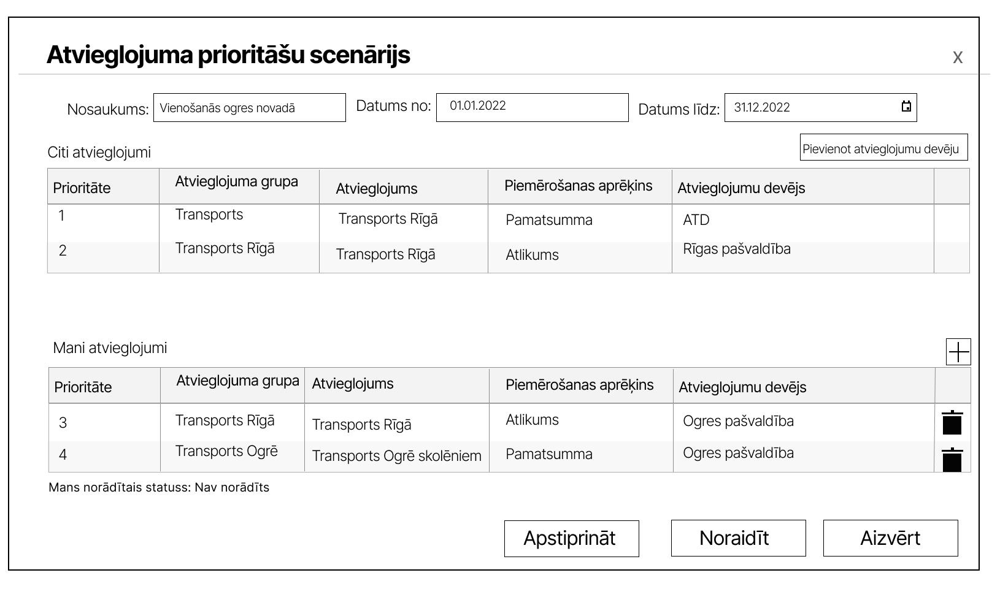 Atvieglojuma prioritāšu scenārijs
x
Nosaukums: Vienošanās ogres novadā Datums no: 01.01.2022 Datums līdz: 31.12.2022
Citi atvieglojumi
Pievienot atvieglojumu devēju
Prioritāte Atvieglojuma grupa Atvieglojums Piemērošanas aprēķins Atvieglojumu devējs
1 Transports Transports Rīgā Pamatsumma ATD
2 Transports Rīgā Transports Rīgā Atlikums Rīgas pašvaldība
Mani atvieglojumi
Prioritāte Atvieglojuma grupa Atvieglojums Piemērošanas aprēķins Atvieglojumu devējs
3 Transports Rīgā Transports Rīgā Atlikums Ogres pašvaldība
4 Transports Ogrē Transports Ogrē skolēniem Pamatsumma Ogres pašvaldība
Mans norādītais statuss: Nav norādīts
Apstiprināt Noraidīt Aizvērt